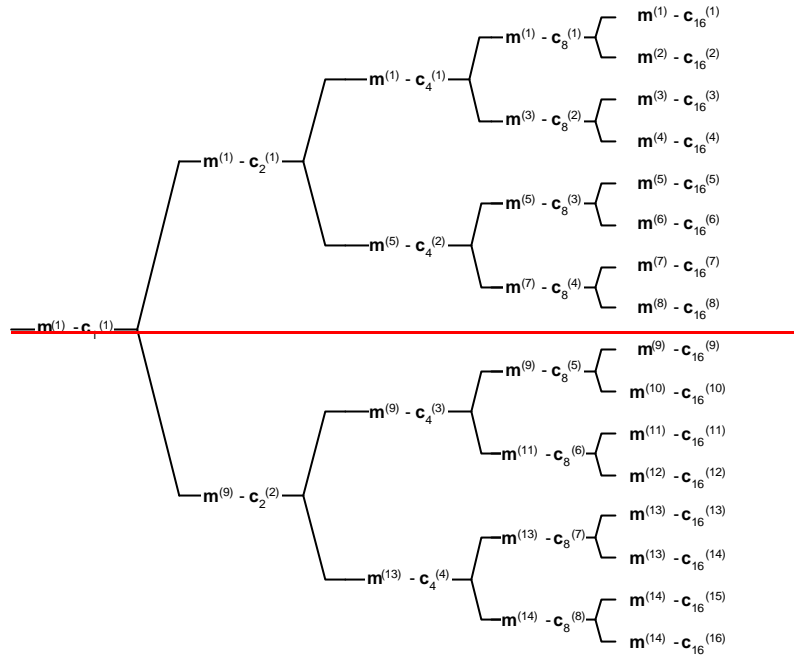 m(1) - c16(1)
m(1) - c8(1)
m(2) - c16(2)
m(1) - c4(1)
m(3) - c16(3)
m(3) - c8(2)
m(4) - c16(4)
m(1) - c2(1)
m(5) - c16(5)
m(5) - c8(3)
m(6) - c16(6)
m(5) - c4(2)
m(7) - c16(7)
m(7) - c8(4)
m(8) - c16(8)
m(1) - c1(1)
m(9) - c16(9)
m(9) - c8(5)
m(10) - c16(10)
m(9) - c4(3)
m(11) - c16(11)
m(11) - c8(6)
m(12) - c16(12)
m(9) - c2(2)
m(13) - c16(13)
m(13) - c8(7)
m(13) - c16(14)
m(13) - c4(4)
m(14) - c16(15)
m(14) - c8(8)
m(14) - c16(16)